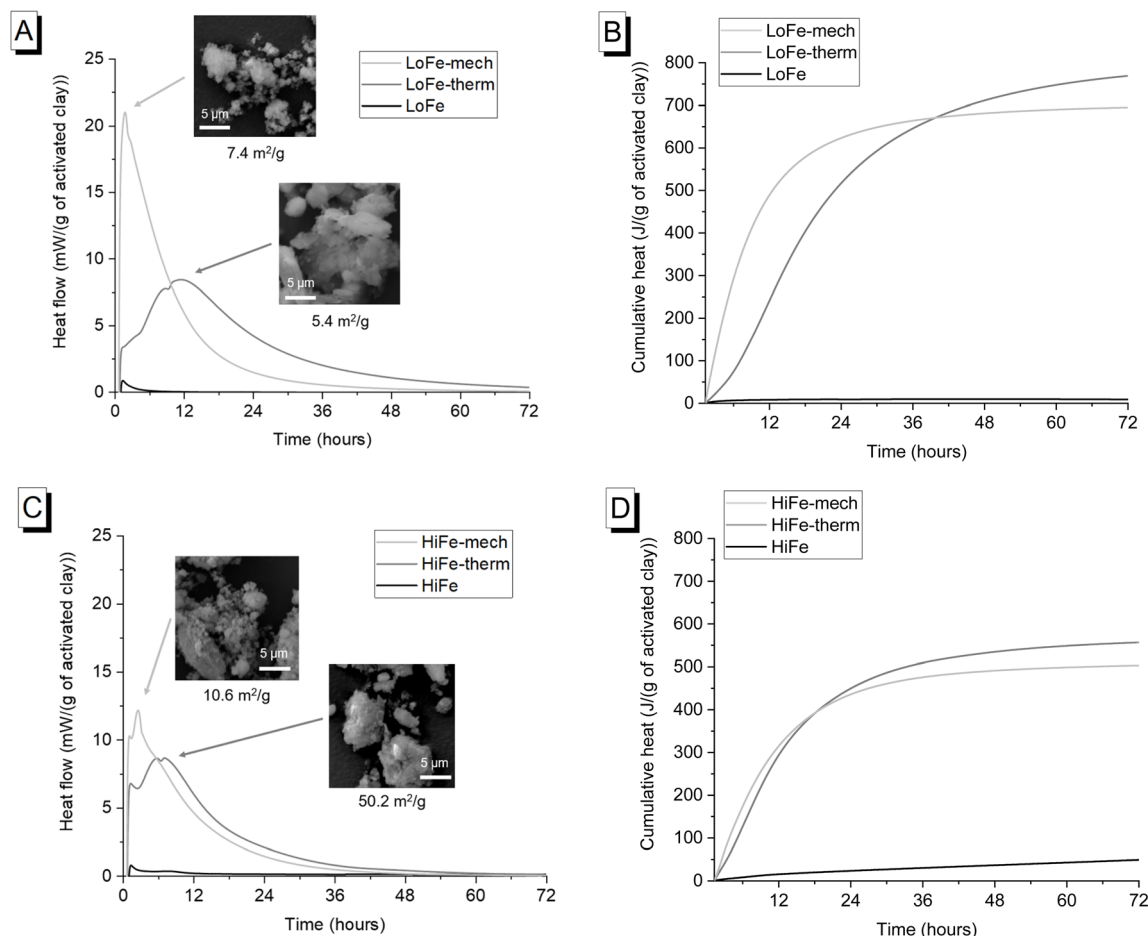 A
25
20
15
10
5
0
Heat flow (mW/(g of activated clay))
0 12 24 36 48 60 72
Time (hours)
LoFe-mech
LoFe-therm
LoFe
5 µm
7.4 m²/g
5 µm
5.4 m²/g
B
LoFe-mech
LoFe-therm
LoFe
800
700
600
500
400
300
200
100
0
Cumulative heat (J/(g of activated clay))
12 24 36 48 60 72
Time (hours)
C
25
20
15
10
5
0
Heat flow (mW/(g of activated clay))
0 12 24 36 48 60 72
Time (hours)
HiFe-mech
HiFe-therm
HiFe
5 µm
10.6 m²/g
5 µm
50.2 m²/g
D
HiFe-mech
HiFe-therm
HiFe
800
700
600
500
400
300
200
100
0
Cumulative heat (J/(g of activated clay))
12 24 36 48 60 72
Time (hours)